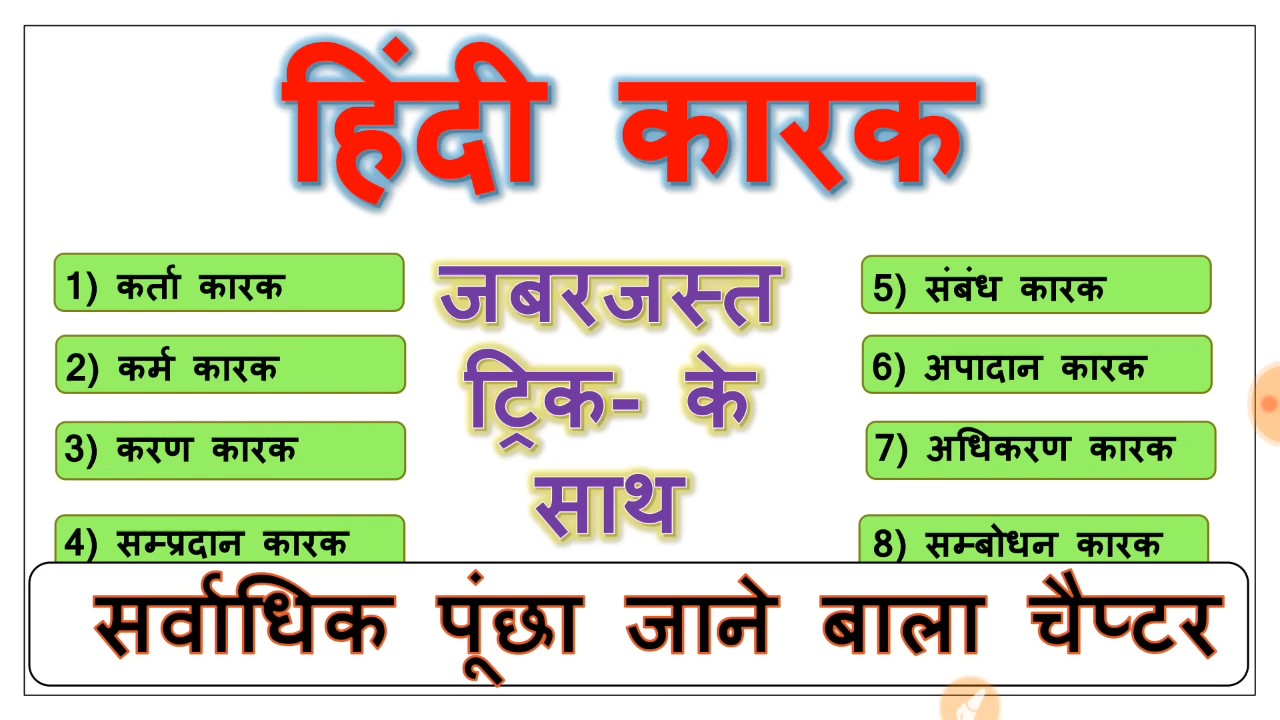 हिंदी कारक
1) कर्ता कारक
2) कर्म कारक
3) करण कारक
4) सम्प्रदान कारक
जबरजस्त
ट्रिक- के
साथ
5) संबंध कारक
6) अपादान कारक
7) अधिकरण कारक
8) सम्बोधन कारक
सर्वाधिक पूंछा जाने बाला चैप्टर